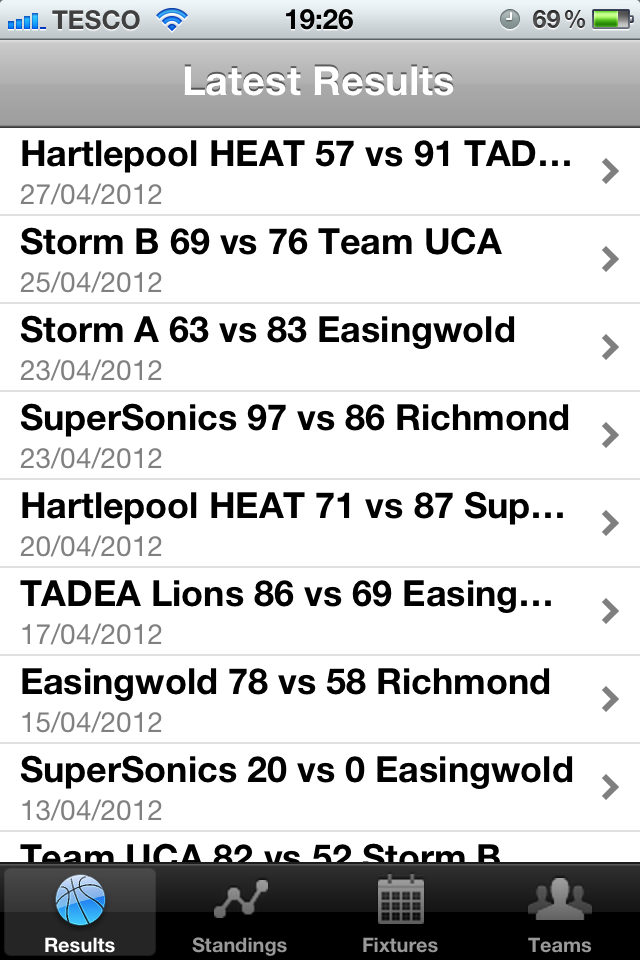 TESCO 19:26 69%
Latest Results
Hartlepool HEAT 57 vs 91 TAD...
27/04/2012
Storm B 69 vs 76 Team UCA
25/04/2012
Storm A 63 vs 83 Easingwold
23/04/2012
SuperSonics 97 vs 86 Richmond
23/04/2012
Hartlepool HEAT 71 vs 87 Sup...
20/04/2012
TADEA Lions 86 vs 69 Easing...
17/04/2012
Easingwold 78 vs 58 Richmond
15/04/2012
SuperSonics 20 vs 0 Easingwold
13/04/2012
Team UCA 82 vs 52 Storm B
Results Standings Fixtures Teams